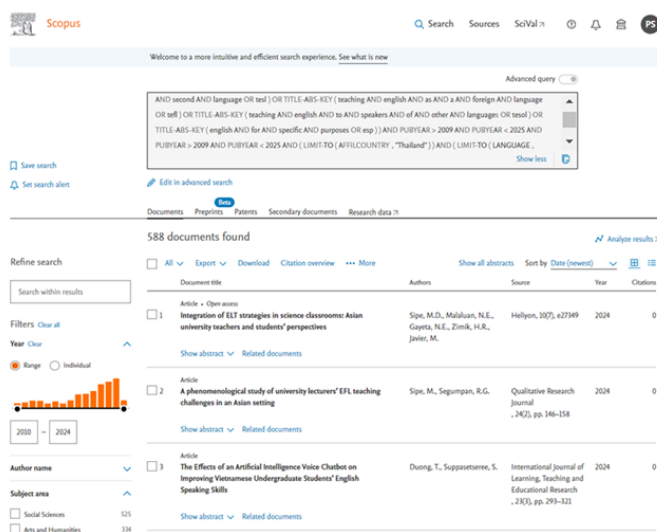 Scopus
Search
Sources
SciVal
PS
Welcome to a more intuitive and efficient search experience. See what is new
Advanced query
AND second AND language OR tesl ) OR TITLE-ABS-KEY ( teaching AND english AND as AND a AND foreign AND language
OR tefl ) OR TITLE-ABS-KEY ( teaching AND english AND to AND speakers AND of AND other AND languages OR tesol ) OR
TITLE-ABS-KEY ( english AND for AND specific AND purposes OR esp ) ) AND PUBYEAR > 2009 AND PUBYEAR < 2025 AND
PUBYEAR > 2009 AND PUBYEAR < 2025 AND ( LIMIT-TO ( AFFILCOUNTRY , "Thailand" ) ) AND ( LIMIT-TO ( LANGUAGE ,
Show less
Save search
Set search alert
Edit in advanced search
Beta
Documents Preprints Patents Secondary documents Research data
588 documents found
Analyze results
Refine search
All Export Download Citation overview More
Show all abstracts Sort by Date (newest)
Search within results
Document title Authors Source Year Citations
Filters Clear all
Year Clear
Range Individual
2010 – 2024
Author name
Subject area
Social Sciences 525
Arts and Humanities 334
Article • Open access
1 Integration of ELT strategies in science classrooms: Asian
university teachers and students' perspectives
Sipe, M.D., Malaluan, N.E.,
Gayeta, N.E., Zimik, H.R.,
Javier, M.
Heliyon, 10(7), e27349
2024
0
Show abstract Related documents
Article
2 A phenomenological study of university lecturers' EFL teaching
challenges in an Asian setting
Sipe, M., Segumpan, R.G.
Qualitative Research
Journal
, 24(2), pp. 146–158
2024
0
Show abstract Related documents
Article
3 The Effects of an Artificial Intelligence Voice Chatbot on
Improving Vietnamese Undergraduate Students' English
Speaking Skills
Duong, T., Suppasetseree, S.
International Journal of
Learning, Teaching and
Educational Research
, 23(3), pp. 293–321
2024
0
Show abstract Related documents